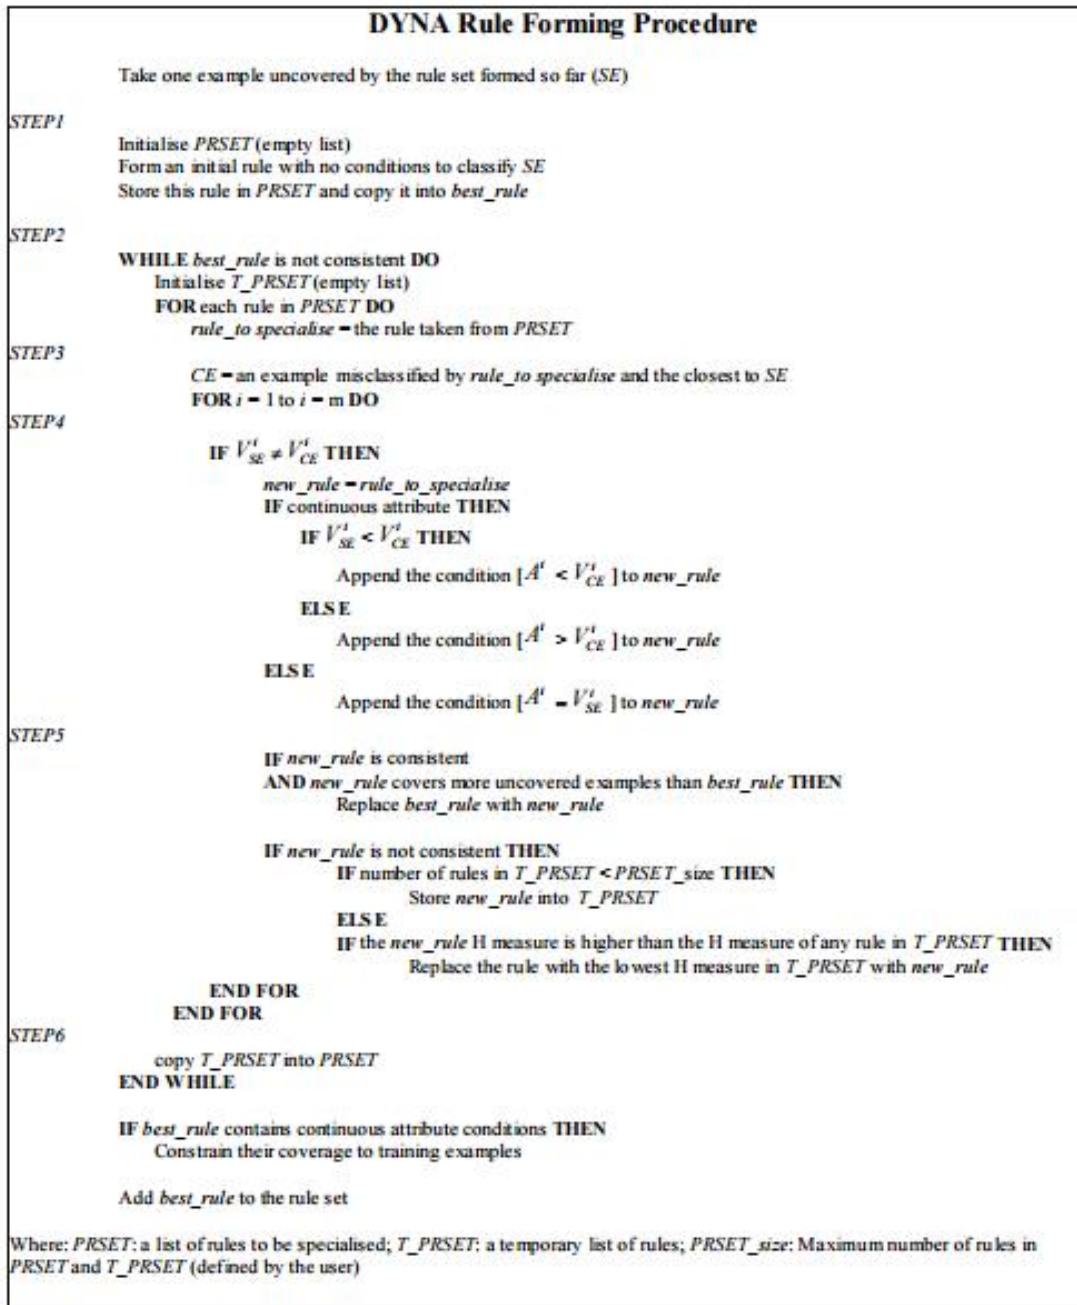 DYNA Rule Forming Procedure
Take one example uncovered by the rule set formed so far (SE)
STEP1
Initialise PRSET (empty list)
Form an initial rule with no conditions to classify SE
Store this rule in PRSET and copy it into best_rule
STEP2
WHILE best_rule is not consistent DO
Initialise T_PRSET (empty list)
FOR each rule in PRSET DO
rule_to specialise = the rule taken from PRSET
STEP3
CE = an example misclassified by rule_to specialise and the closest to SE
FOR i = 1 to i = m DO
STEP4
IF V^i_SE ≠ V^i_CE THEN
new_rule = rule_to_specialise
IF continuous attribute THEN
IF V^i_SE < V^i_CE THEN
Append the condition [ A^i < V^i_CE ] to new_rule
ELSE
Append the condition [ A^i > V^i_CE ] to new_rule
ELSE
Append the condition [ A^i = V^i_SE ] to new_rule
STEP5
IF new_rule is consistent
AND new_rule covers more uncovered examples than best_rule THEN
Replace best_rule with new_rule
IF new_rule is not consistent THEN
IF number of rules in T_PRSET < PRSET_size THEN
Store new_rule into T_PRSET
ELSE
IF the new_rule H measure is higher than the H measure of any rule in T_PRSET THEN
Replace the rule with the lowest H measure in T_PRSET with new_rule
END FOR
END FOR
STEP6
copy T_PRSET into PRSET
END WHILE
IF best_rule contains continuous attribute conditions THEN
Constrain their coverage to training examples
Add best_rule to the rule set
Where: PRSET: a list of rules to be specialised; T_PRSET: a temporary list of rules; PRSET_size: Maximum number of rules in
PRSET and T_PRSET (defined by the user)